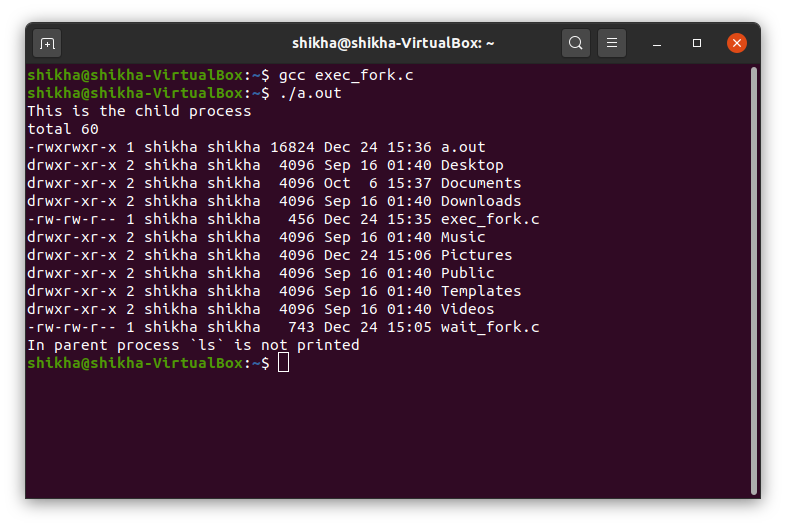 shikha@shikha-VirtualBox: ~
shikha@shikha-VirtualBox:~$ gcc exec_fork.c
shikha@shikha-VirtualBox:~$ ./a.out
This is the child process
total 60
-rwxrwxr-x 1 shikha shikha 16824 Dec 24 15:36 a.out
drwxr-xr-x 2 shikha shikha  4096 Sep 16 01:40 Desktop
drwxr-xr-x 2 shikha shikha  4096 Oct  6 15:37 Documents
drwxr-xr-x 2 shikha shikha  4096 Sep 16 01:40 Downloads
-rw-rw-r-- 1 shikha shikha   456 Dec 24 15:35 exec_fork.c
drwxr-xr-x 2 shikha shikha  4096 Sep 16 01:40 Music
drwxr-xr-x 2 shikha shikha  4096 Dec 24 15:06 Pictures
drwxr-xr-x 2 shikha shikha  4096 Sep 16 01:40 Public
drwxr-xr-x 2 shikha shikha  4096 Sep 16 01:40 Templates
drwxr-xr-x 2 shikha shikha  4096 Sep 16 01:40 Videos
-rw-rw-r-- 1 shikha shikha   743 Dec 24 15:05 wait_fork.c
In parent process `ls` is not printed
shikha@shikha-VirtualBox:~$